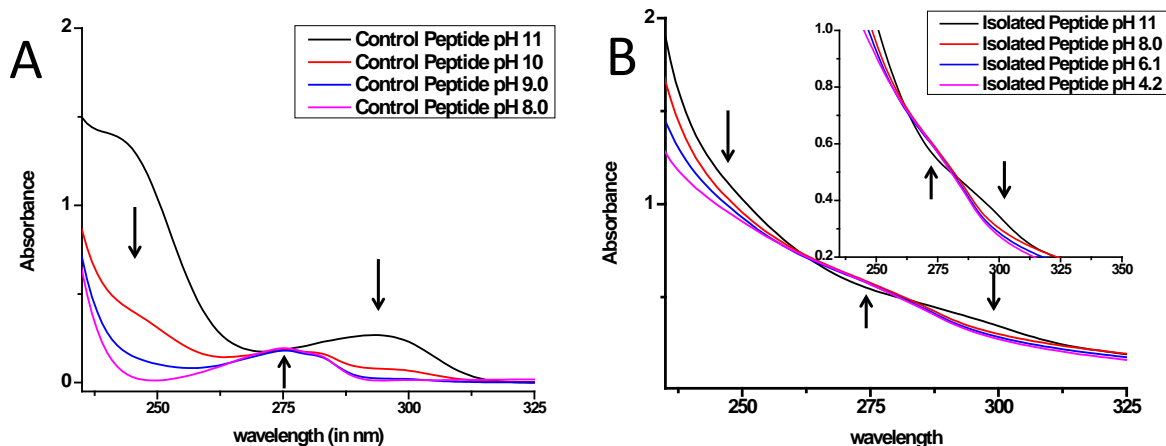 A
2
1
0
Absorbance
250
275
300
325
wavelength (in nm)
Control Peptide pH 11
Control Peptide pH 10
Control Peptide pH 9.0
Control Peptide pH 8.0
B
2
1
Absorbance
250
275
300
325
wavelength
1.0
0.8
0.6
0.4
0.2
250
275
300
325
350
Isolated Peptide pH 11
Isolated Peptide pH 8.0
Isolated Peptide pH 6.1
Isolated Peptide pH 4.2